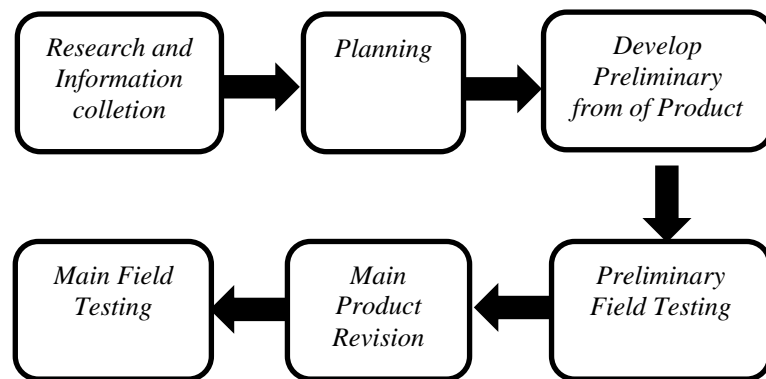 Research and
Information
colletion
Planning
Develop
Preliminary
from of Product
Preliminary
Field Testing
Main
Product
Revision
Main Field
Testing